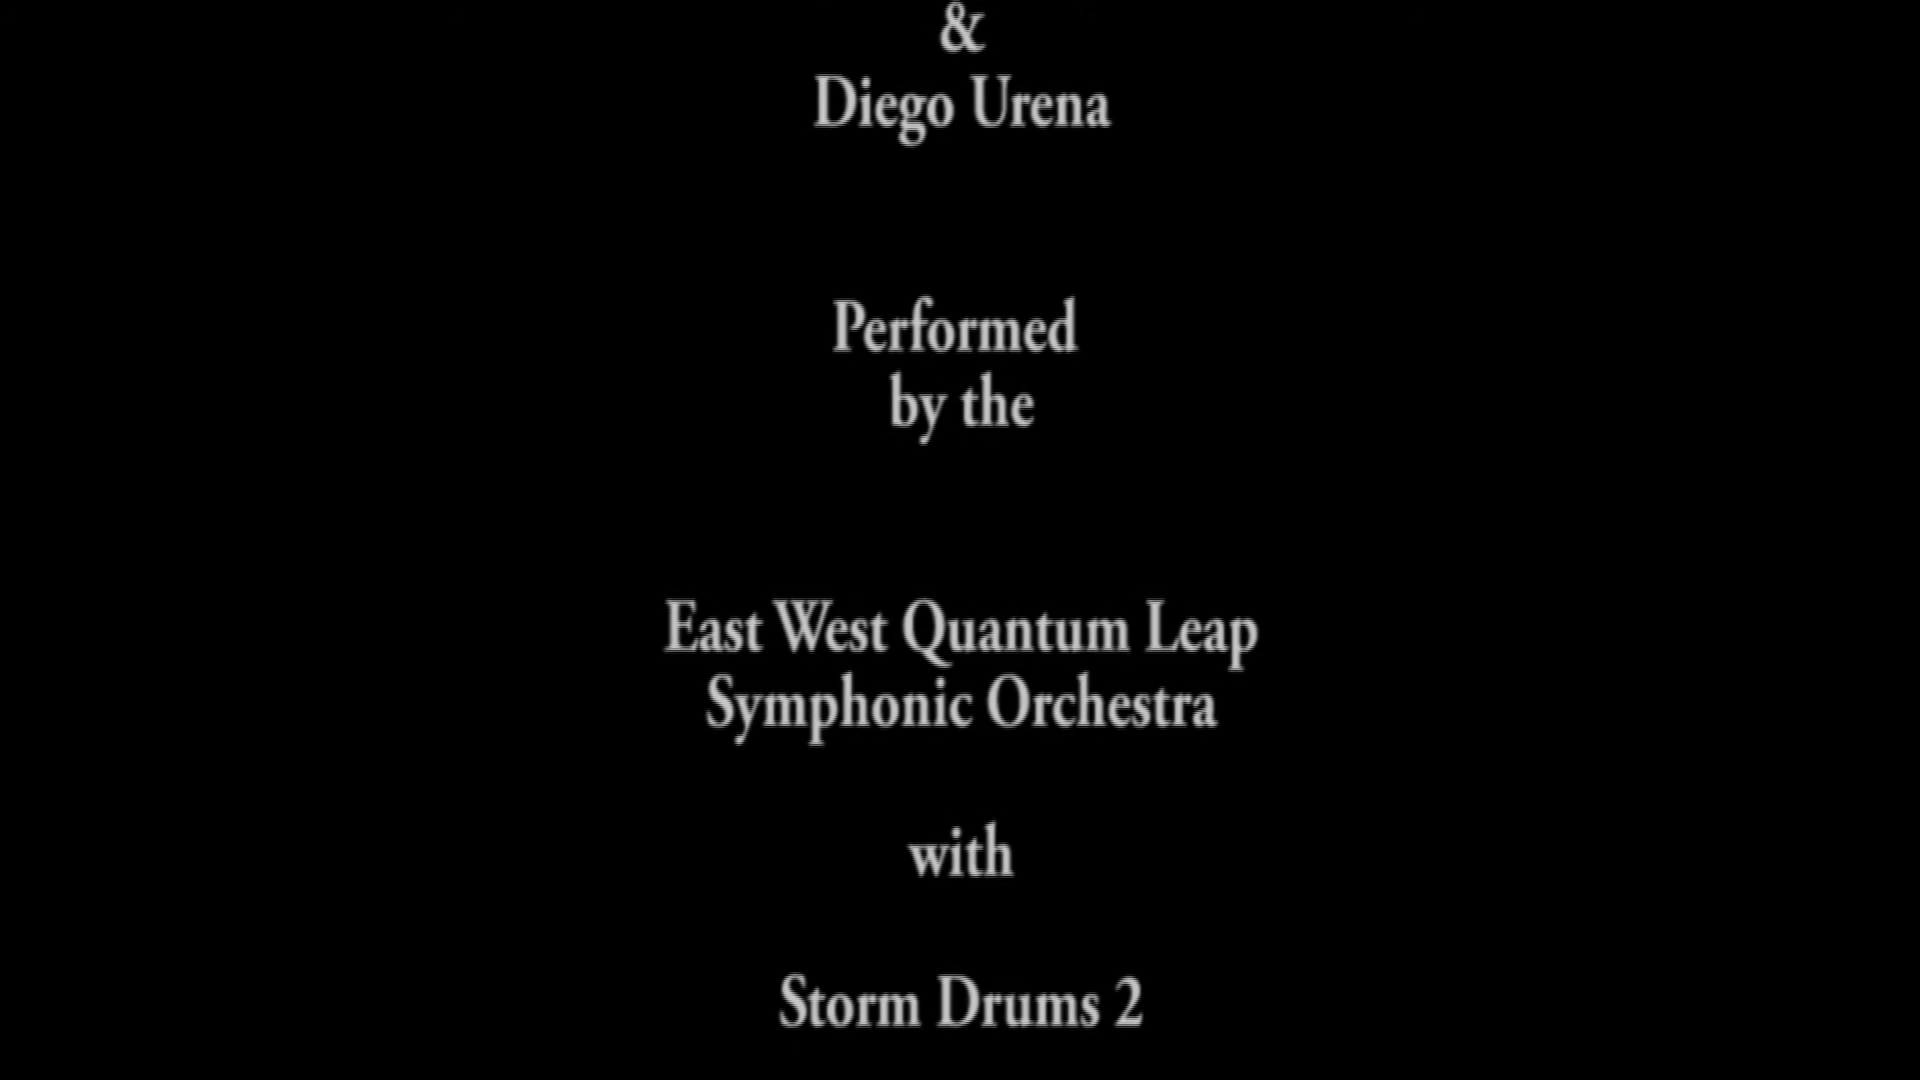 &
Diego Urena
Performed
by the
East West Quantum Leap
Symphonic Orchestra
with
Storm Drums 2